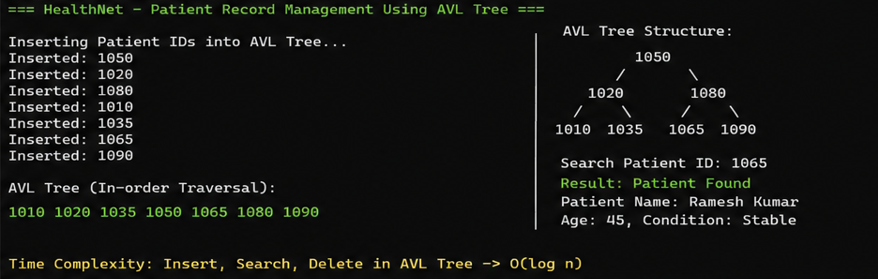 === HealthNet - Patient Record Management Using AVL Tree ===
Inserting Patient IDs into AVL Tree...
Inserted: 1050
Inserted: 1020
Inserted: 1080
Inserted: 1010
Inserted: 1035
Inserted: 1065
Inserted: 1090
AVL Tree (In-order Traversal):
1010 1020 1035 1050 1065 1080 1090
AVL Tree Structure:
1050
/ \
1020 1080
/ \ / \
1010 1035 1065 1090
Search Patient ID: 1065
Result: Patient Found
Patient Name: Ramesh Kumar
Age: 45, Condition: Stable
Time Complexity: Insert, Search, Delete in AVL Tree -> O(log n)